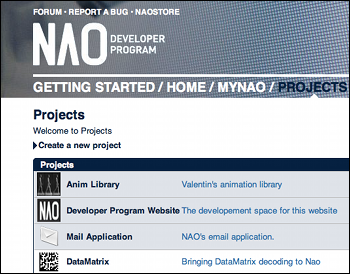 FORUM • REPORT A BUG • NAOSTORE
NAO DEVELOPER PROGRAM
GETTING STARTED / HOME / MYNAO / PROJECTS
Projects
Welcome to Projects
Create a new project
Projects
Anim Library Valentin's animation library
NAO Developer Program Website The developement space for this website
Mail Application NAO's email application.
DataMatrix Bringing DataMatrix decoding to Nao